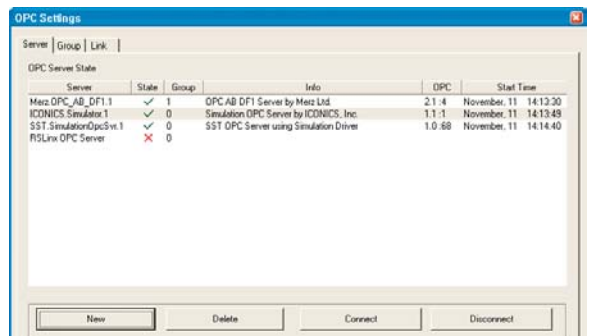 OPC Settings
Server Group Link
OPC Server State
Server State Group Info OPC Start Time
Merz.OPC_AB_DF1.1 1 OPC AB DF1 Server by Merz Ltd. 2.1 :4 November, 11 14:13:30
ICONICS.Simulator.1 0 Simulation OPC Server by ICONICS, Inc. 1.1 :1 November, 11 14:13:49
SST.SimulationOpcSvr.1 0 SST OPC Server using Simulation Driver 1.0 :68 November, 11 14:14:40
RSLinx OPC Server 0
New Delete Connect Disconnect